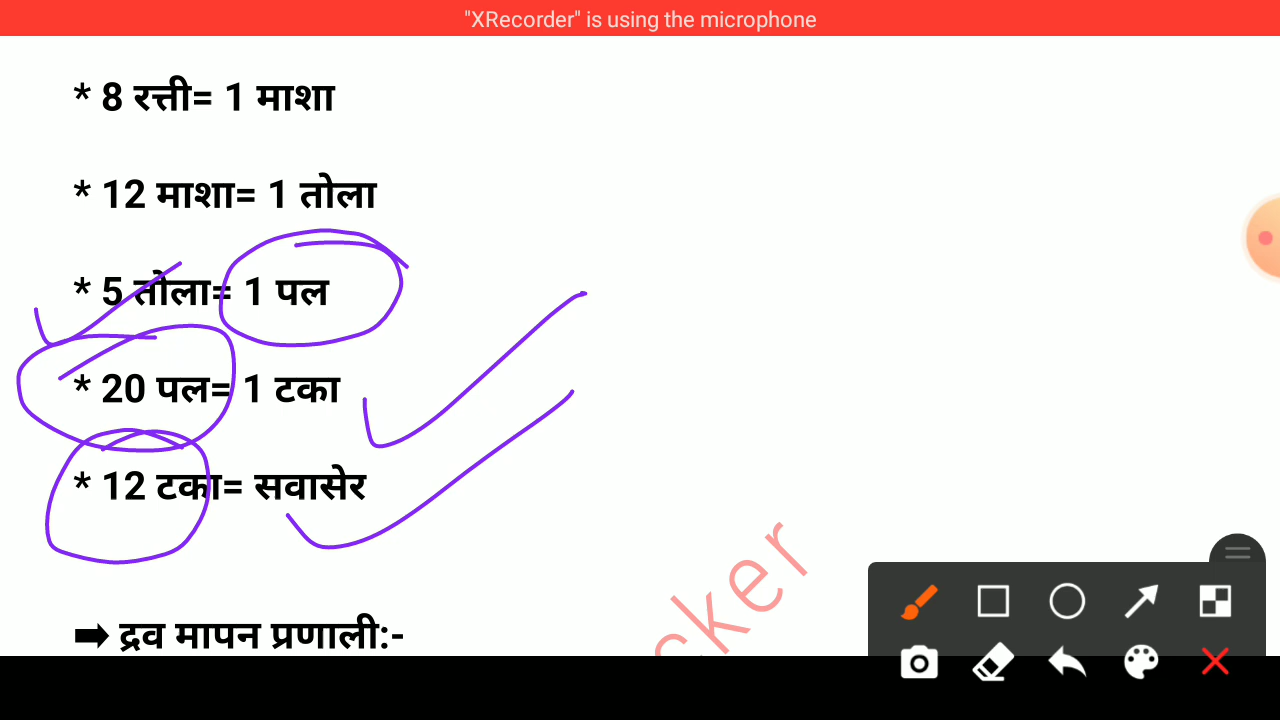 "XRecorder" is using the microphone
* 8 रत्ती= 1 माशा
* 12 माशा= 1 तोला
* 5 तोला= 1 पल
* 20 पल= 1 टका
* 12 टका= सवासेर
➡ द्रव मापन प्रणाली:-